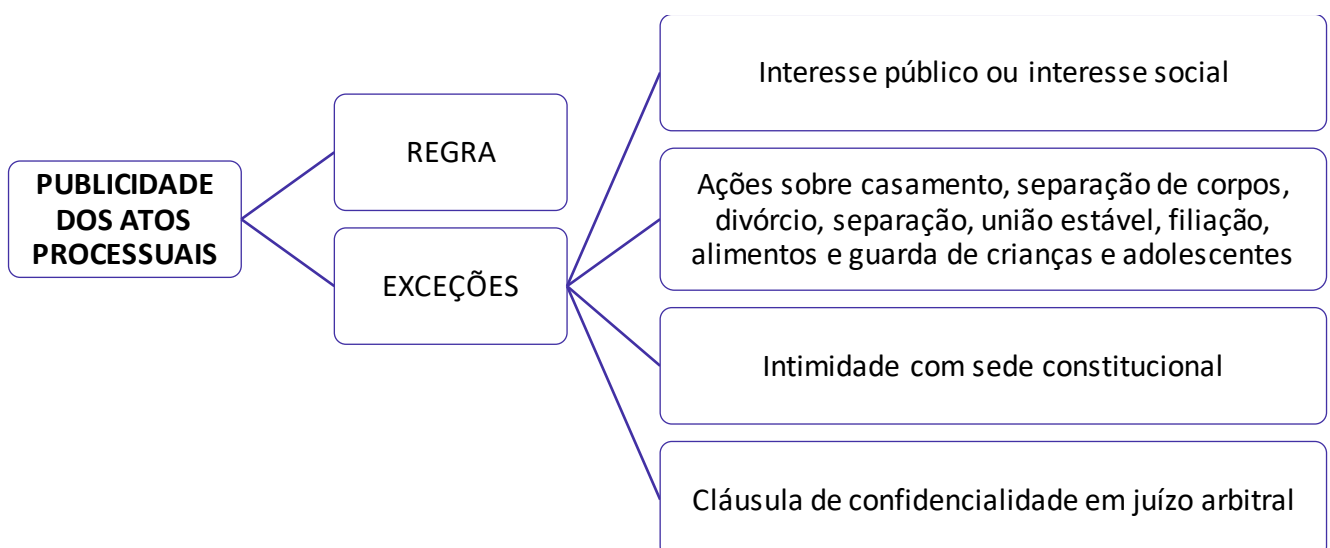 PUBLICIDADE
DOS ATOS
PROCESSUAIS
REGRA
EXCEÇÕES
Interesse público ou interesse social
Ações sobre casamento, separação de corpos,
divórcio, separação, união estável, filiação,
alimentos e guarda de crianças e adolescentes
Intimidade com sede constitucional
Cláusula de confidencialidade em juízo arbitral